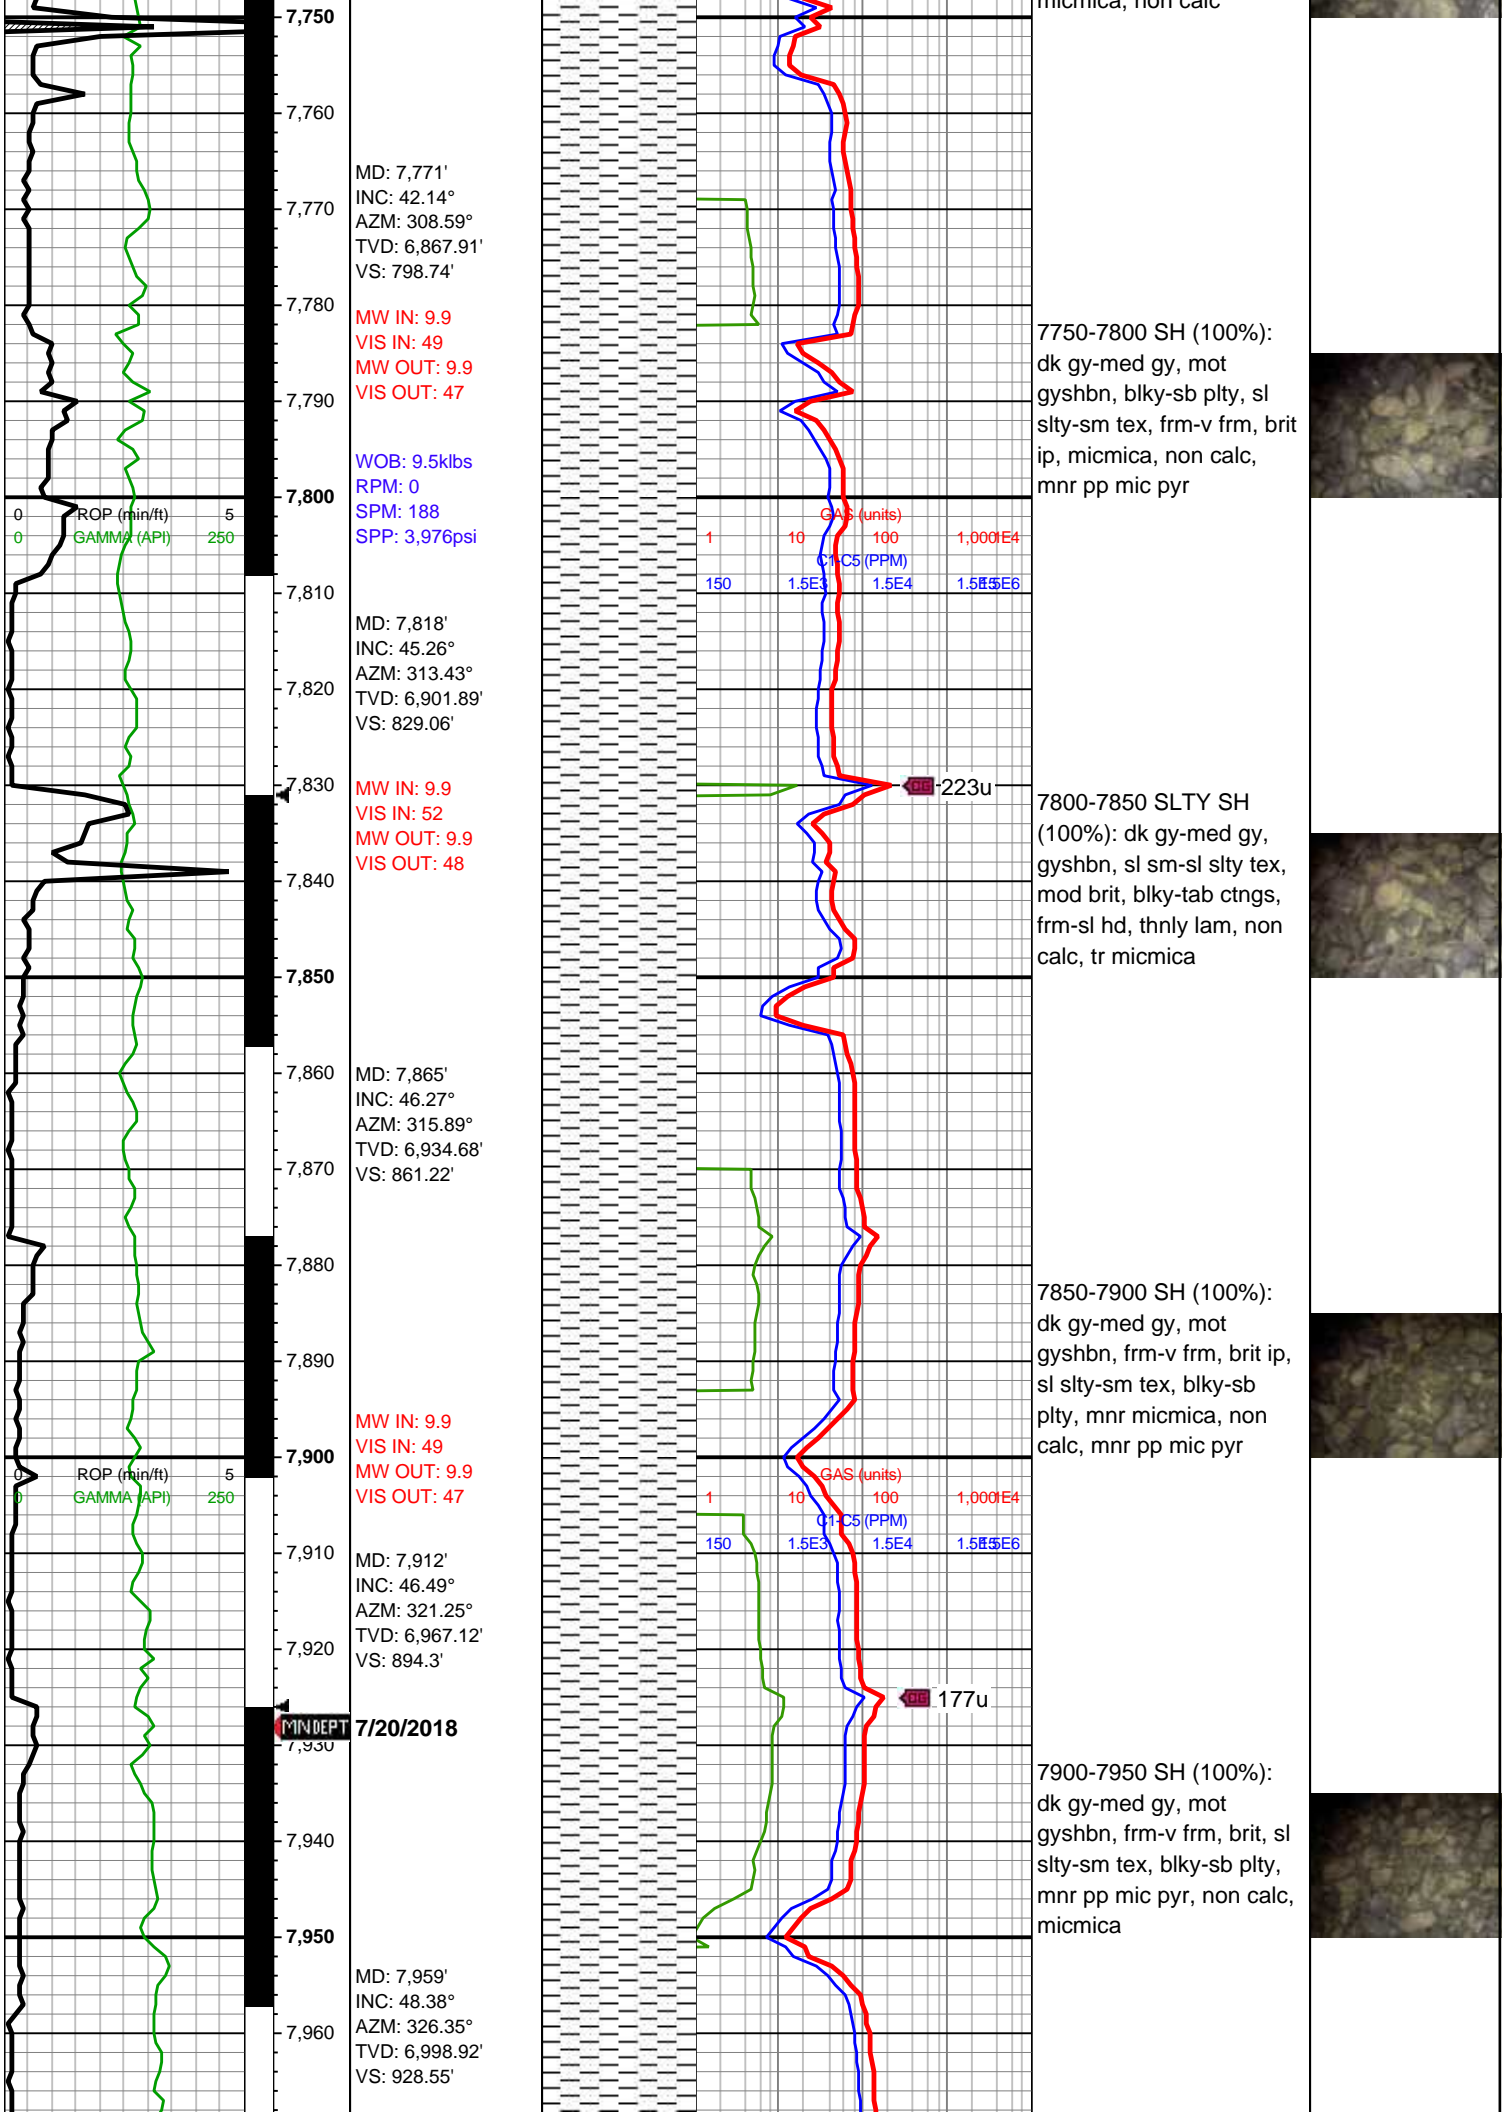 micmica, non calc
7,750
7,760
MD: 7,771'
INC: 42.14°
AZM: 308.59°
TVD: 6,867.91'
VS: 798.74'
7,770
7,780
MW IN: 9.9
VIS IN: 49
MW OUT: 9.9
VIS OUT: 47
7750-7800 SH (100%):
dk gy-med gy, mot
gyshbn, blky-sb plty, sl
slty-sm tex, frm-v frm, brit
ip, micmica, non calc,
mnr pp mic pyr
7,790
WOB: 9.5klbs
RPM: 0
SPM: 188
SPP: 3,976psi
7,800
0 ROP (min/ft) 5
0 GAMMA (API) 250
GAS (units)
1 10 100 1,000 1E4
C1-C5 (PPM)
150 1.5E3 1.5E4 1.5E5 1.5E6
7,810
MD: 7,818'
INC: 45.26°
AZM: 313.43°
TVD: 6,901.89'
VS: 829.06'
7,820
7,830
MW IN: 9.9
VIS IN: 52
MW OUT: 9.9
VIS OUT: 48
CG 223u
7800-7850 SLTY SH
(100%): dk gy-med gy,
gyshbn, sl sm-sl slty tex,
mod brit, blky-tab ctngs,
frm-sl hd, thnly lam, non
calc, tr micmica
7,840
7,850
7,860
MD: 7,865'
INC: 46.27°
AZM: 315.89°
TVD: 6,934.68'
VS: 861.22'
7,870
7,880
7850-7900 SH (100%):
dk gy-med gy, mot
gyshbn, frm-v frm, brit ip,
sl slty-sm tex, blky-sb
plty, mnr micmica, non
calc, mnr pp mic pyr
7,890
MW IN: 9.9
VIS IN: 49
MW OUT: 9.9
VIS OUT: 47
7,900
0 ROP (min/ft) 5
0 GAMMA (API) 250
GAS (units)
1 10 100 1,000 1E4
C1-C5 (PPM)
150 1.5E3 1.5E4 1.5E5 1.5E6
7,910
MD: 7,912'
INC: 46.49°
AZM: 321.25°
TVD: 6,967.12'
VS: 894.3'
7,920
CG 177u
MNDEPT 7/20/2018
7,930
7900-7950 SH (100%):
dk gy-med gy, mot
gyshbn, frm-v frm, brit, sl
slty-sm tex, blky-sb plty,
mnr pp mic pyr, non calc,
micmica
7,940
7,950
MD: 7,959'
INC: 48.38°
AZM: 326.35°
TVD: 6,998.92'
VS: 928.55'
7,960